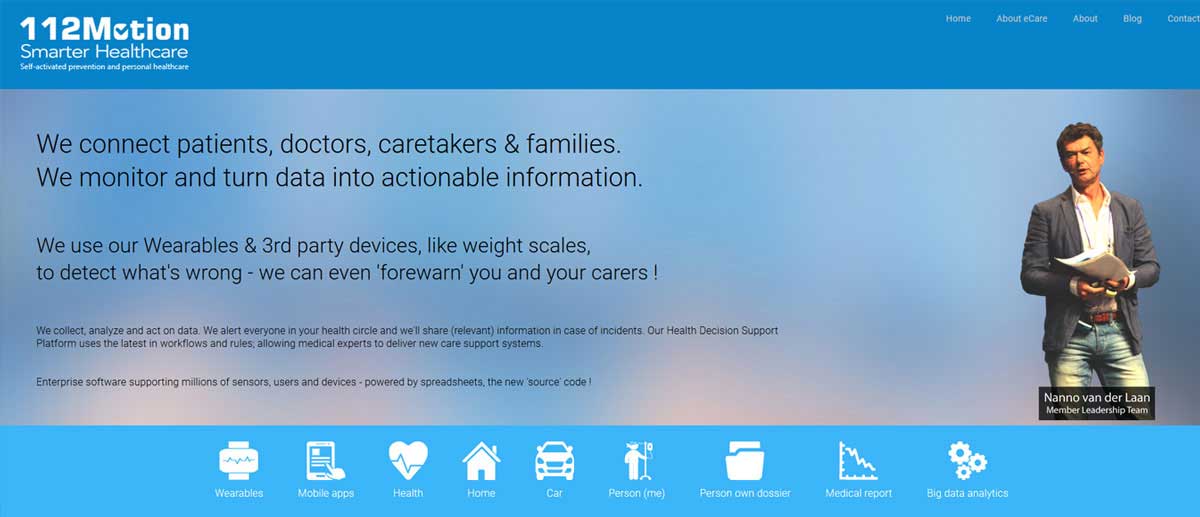 112Motion
Smarter Healthcare
Self-activated prevention and personal healthcare
Home About eCare About Blog Contact
We connect patients, doctors, caretakers & families.
We monitor and turn data into actionable information.
We use our Wearables & 3rd party devices, like weight scales,
to detect what's wrong - we can even 'forewarn' you and your carers !
We collect, analyze and act on data. We alert everyone in your health circle and we'll share (relevant) information in case of incidents. Our Health Decision Support
Platform uses the latest in workflows and rules; allowing medical experts to deliver new care support systems.
Enterprise software supporting millions of sensors, users and devices - powered by spreadsheets, the new 'source' code !
Nanno van der Laan
Member Leadership Team
Wearables Mobile apps Health Home Car Person (me) Person own dossier Medical report Big data analytics